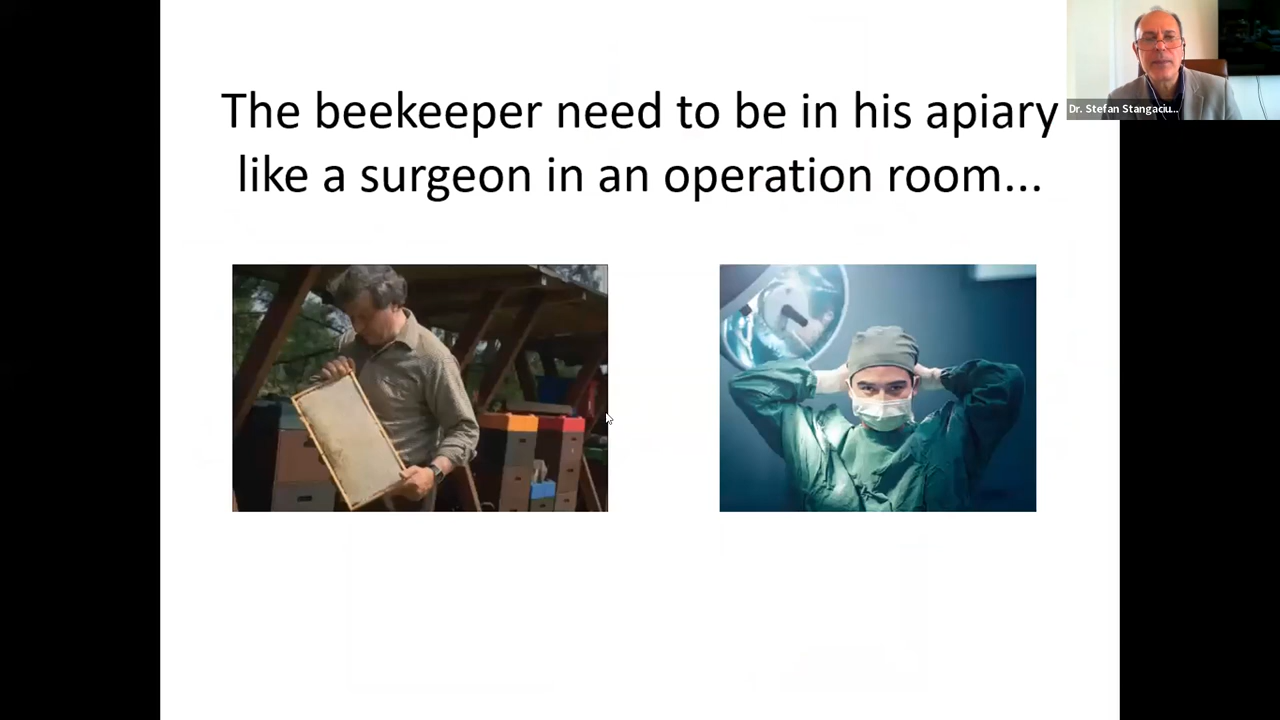 The beekeeper need to be in his apiary
like a surgeon in an operation room...
Dr. Stefan Stangaciu...